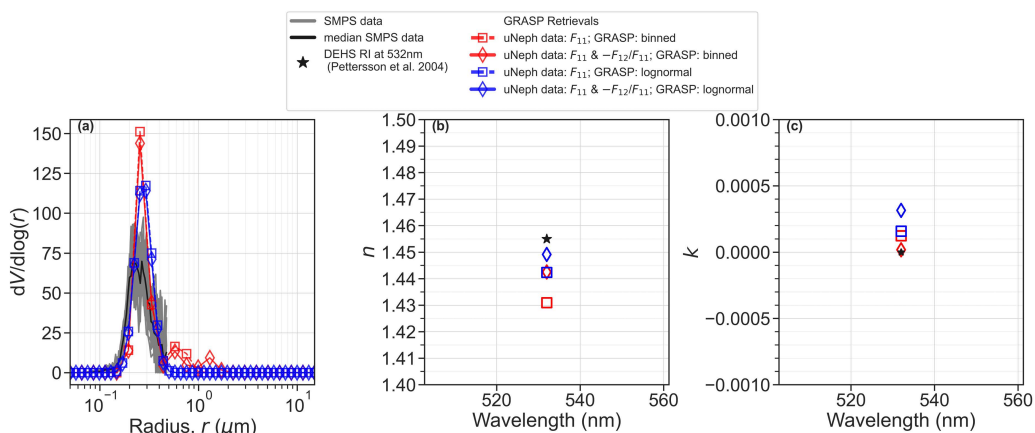 SMPS data
median SMPS data
DEHS RI at 532nm
(Pettersson et al. 2004)
GRASP Retrievals
uNeph data: F₁₁; GRASP: binned
uNeph data: F₁₁ & −F₁₂/F₁₁; GRASP: binned
uNeph data: F₁₁; GRASP: lognormal
uNeph data: F₁₁ & −F₁₂/F₁₁; GRASP: lognormal
(a)
150
125
100
75
50
25
0
dV/dlog(r)
10⁻¹ 10⁰ 10¹
Radius, r (μm)
(b)
1.50
1.49
1.48
1.47
1.46
1.45
1.44
1.43
1.42
1.41
1.40
n
520 540 560
Wavelength (nm)
(c)
0.0010
0.0005
0.0000
−0.0005
−0.0010
k
520 540 560
Wavelength (nm)